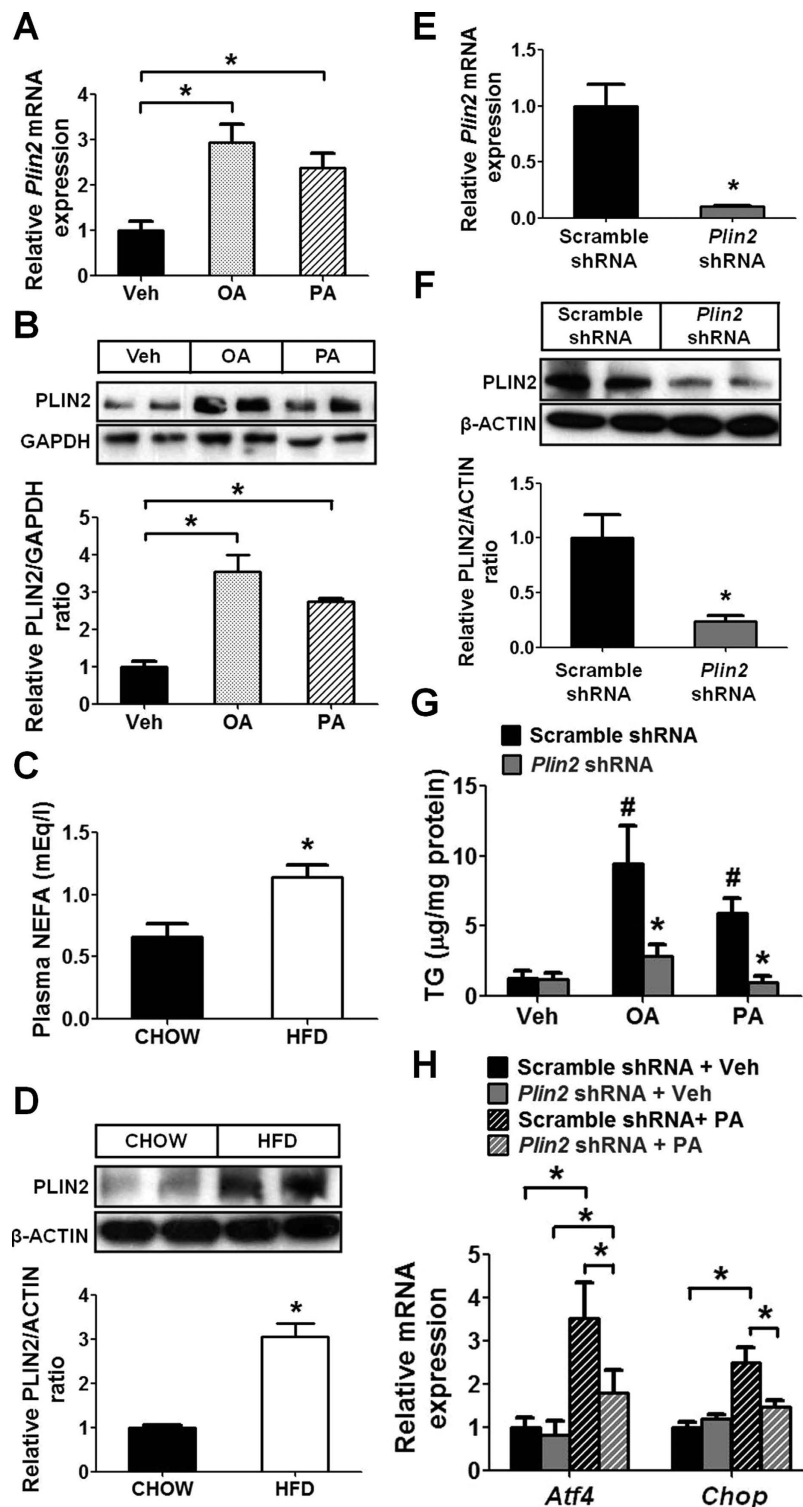 A
Relative Plin2 mRNA
expression
4
3
2
1
0
*
*
Veh OA PA
B
Veh OA PA
PLIN2
GAPDH
Relative PLIN2/GAPDH
ratio
5
4
3
2
1
0
*
*
Veh OA PA
C
Plasma NEFA (mEq/l)
1.5
1.0
0.5
0.0
*
CHOW HFD
D
CHOW HFD
PLIN2
β-ACTIN
Relative PLIN2/ACTIN
ratio
4
3
2
1
0
*
CHOW HFD
E
Relative Plin2 mRNA
expression
1.5
1.0
0.5
0.0
*
Scramble Plin2
shRNA shRNA
F
Scramble Plin2
shRNA shRNA
PLIN2
β-ACTIN
Relative PLIN2/ACTIN
ratio
1.5
1.0
0.5
0.0
*
Scramble Plin2
shRNA shRNA
G
Scramble shRNA
Plin2 shRNA
TG (µg/mg protein)
15
10
5
0
#
*
#
*
Veh OA PA
H
Scramble shRNA + Veh
Plin2 shRNA + Veh
Scramble shRNA+ PA
Plin2 shRNA + PA
Relative mRNA
expression
5
4
3
2
1
0
*
*
*
*
*
Atf4 Chop